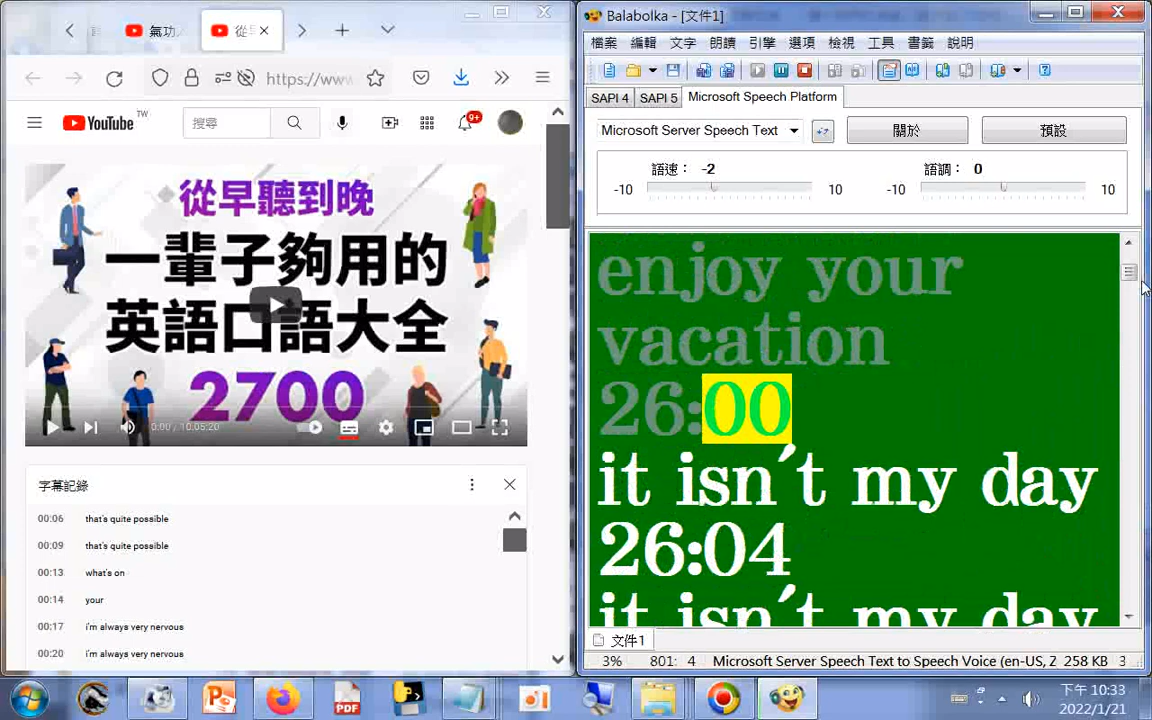 氣功
從
https://www
YouTube TW
搜尋
9+
從早聽到晚
一輩子夠用的
英語口語大全
2700
0:00 / 10:05:20
字幕記錄
00:06 that's quite possible
00:09 that's quite possible
00:13 what's on
00:14 your
00:17 i'm always very nervous
00:20 i'm always very nervous
Balabolka - [文件1]
檔案 編輯 文字 朗讀 引擎 選項 檢視 工具 書籤 說明
SAPI 4 SAPI 5 Microsoft Speech Platform
Microsoft Server Speech Text 關於 預設
語速： -2 語調： 0
-10 10 -10 10
enjoy your
vacation
26:00
it isn't my day
26:04
it isn't my day
文件1
3% 801: 4 Microsoft Server Speech Text to Speech Voice (en-US, Z 258 KB 3
PDF
下午 10:33
2022/1/21